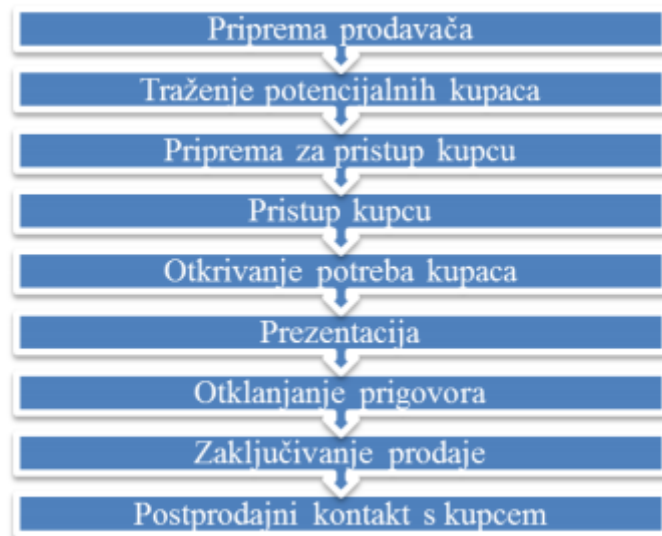 Priprema prodavača
Traženje potencijalnih kupaca
Priprema za pristup kupcu
Pristup kupcu
Otkrivanje potreba kupaca
Prezentacija
Otklanjanje prigovora
Zaključivanje prodaje
Postprodajni kontakt s kupcem